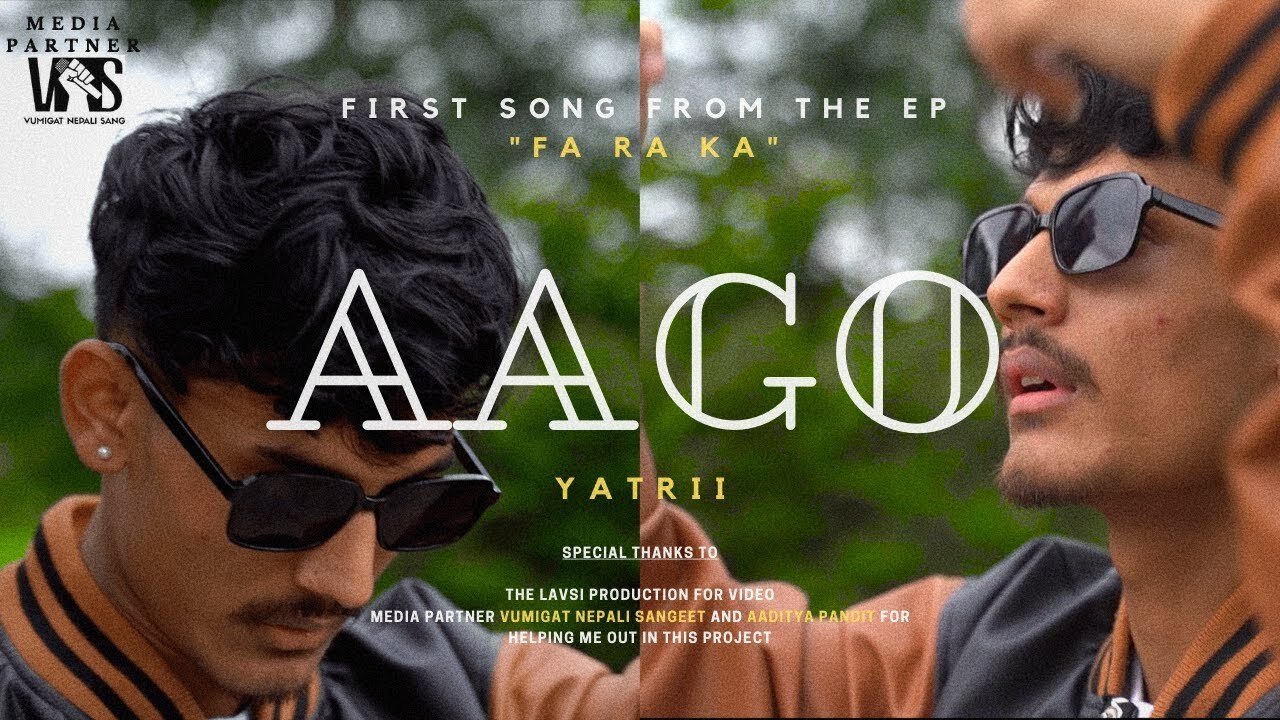 MEDIA
PARTNER
VNS
VUMIGAT NEPALI SANG
FIRST SONG FROM THE EP
"FA RA KA"
AAGO
YATRII
SPECIAL THANKS TO
THE LAVSI PRODUCTION FOR VIDEO
MEDIA PARTNER VUMIGAT NEPALI SANGEET AND AADITYA PANDIT FOR
HELPING ME OUT IN THIS PROJECT